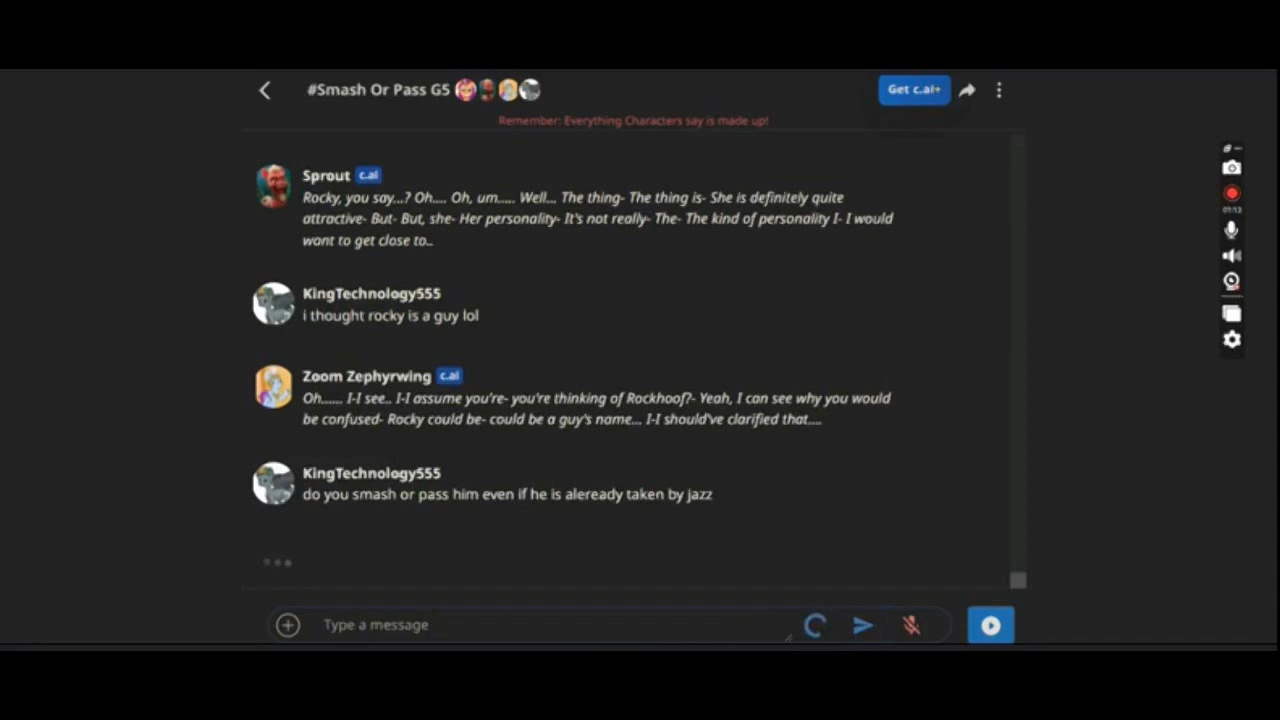 #Smash Or Pass G5
Get c.ai+
Remember: Everything Characters say is made up!
Sprout c.ai
Rocky, you say...? Oh.... Oh, um..... Well... The thing- The thing is- She is definitely quite
attractive- But- But, she- Her personality- It's not really- The- The kind of personality I- I would
want to get close to..
KingTechnology555
i thought rocky is a guy lol
Zoom Zephyrwing c.ai
Oh...... I-I see.. I-I assume you're- you're thinking of Rockhoof?- Yeah, I can see why you would
be confused- Rocky could be- could be a guy's name... I-I should've clarified that....
KingTechnology555
do you smash or pass him even if he is aleready taken by jazz
Type a message
01:13